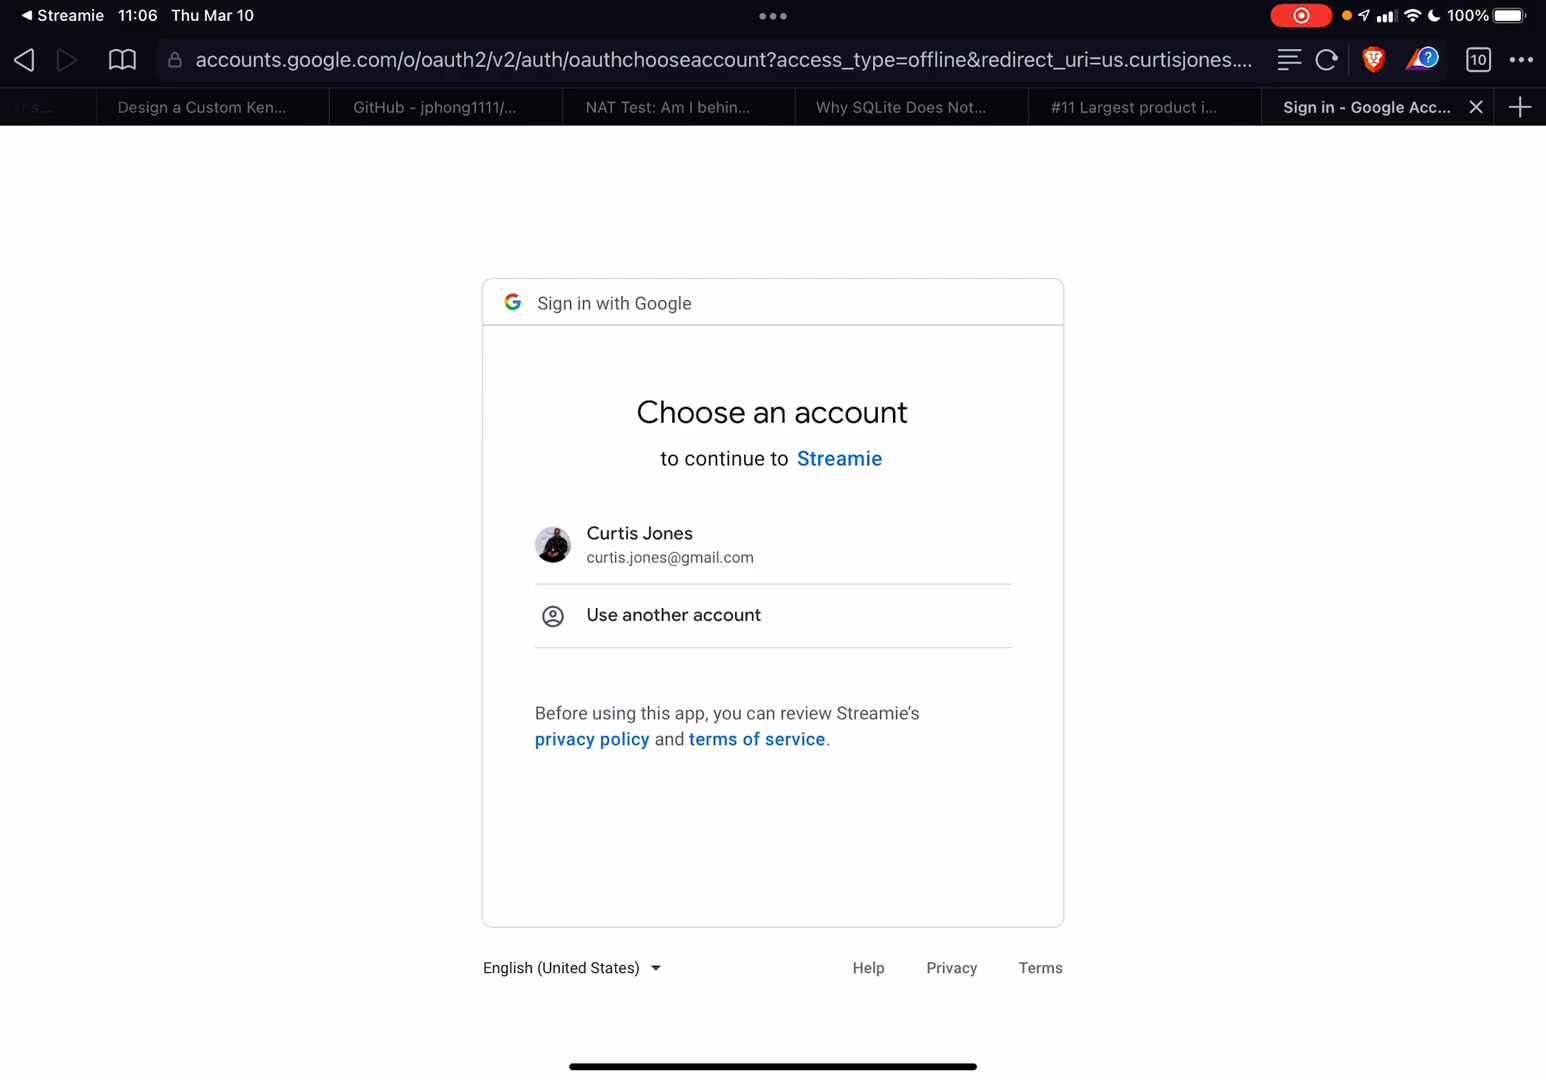 ◀ Streamie 11:06 Thu Mar 10
100%
accounts.google.com/o/oauth2/v2/auth/oauthchooseaccount?access_type=offline&redirect_uri=us.curtisjones....
? 10
Design a Custom Ken...
GitHub - jphong1111/...
NAT Test: Am I behin...
Why SQLite Does Not...
#11 Largest product i...
Sign in - Google Acc...
Sign in with Google
Choose an account
to continue to Streamie
Curtis Jones
curtis.jones@gmail.com
Use another account
Before using this app, you can review Streamie’s
privacy policy and terms of service.
English (United States)
Help Privacy Terms